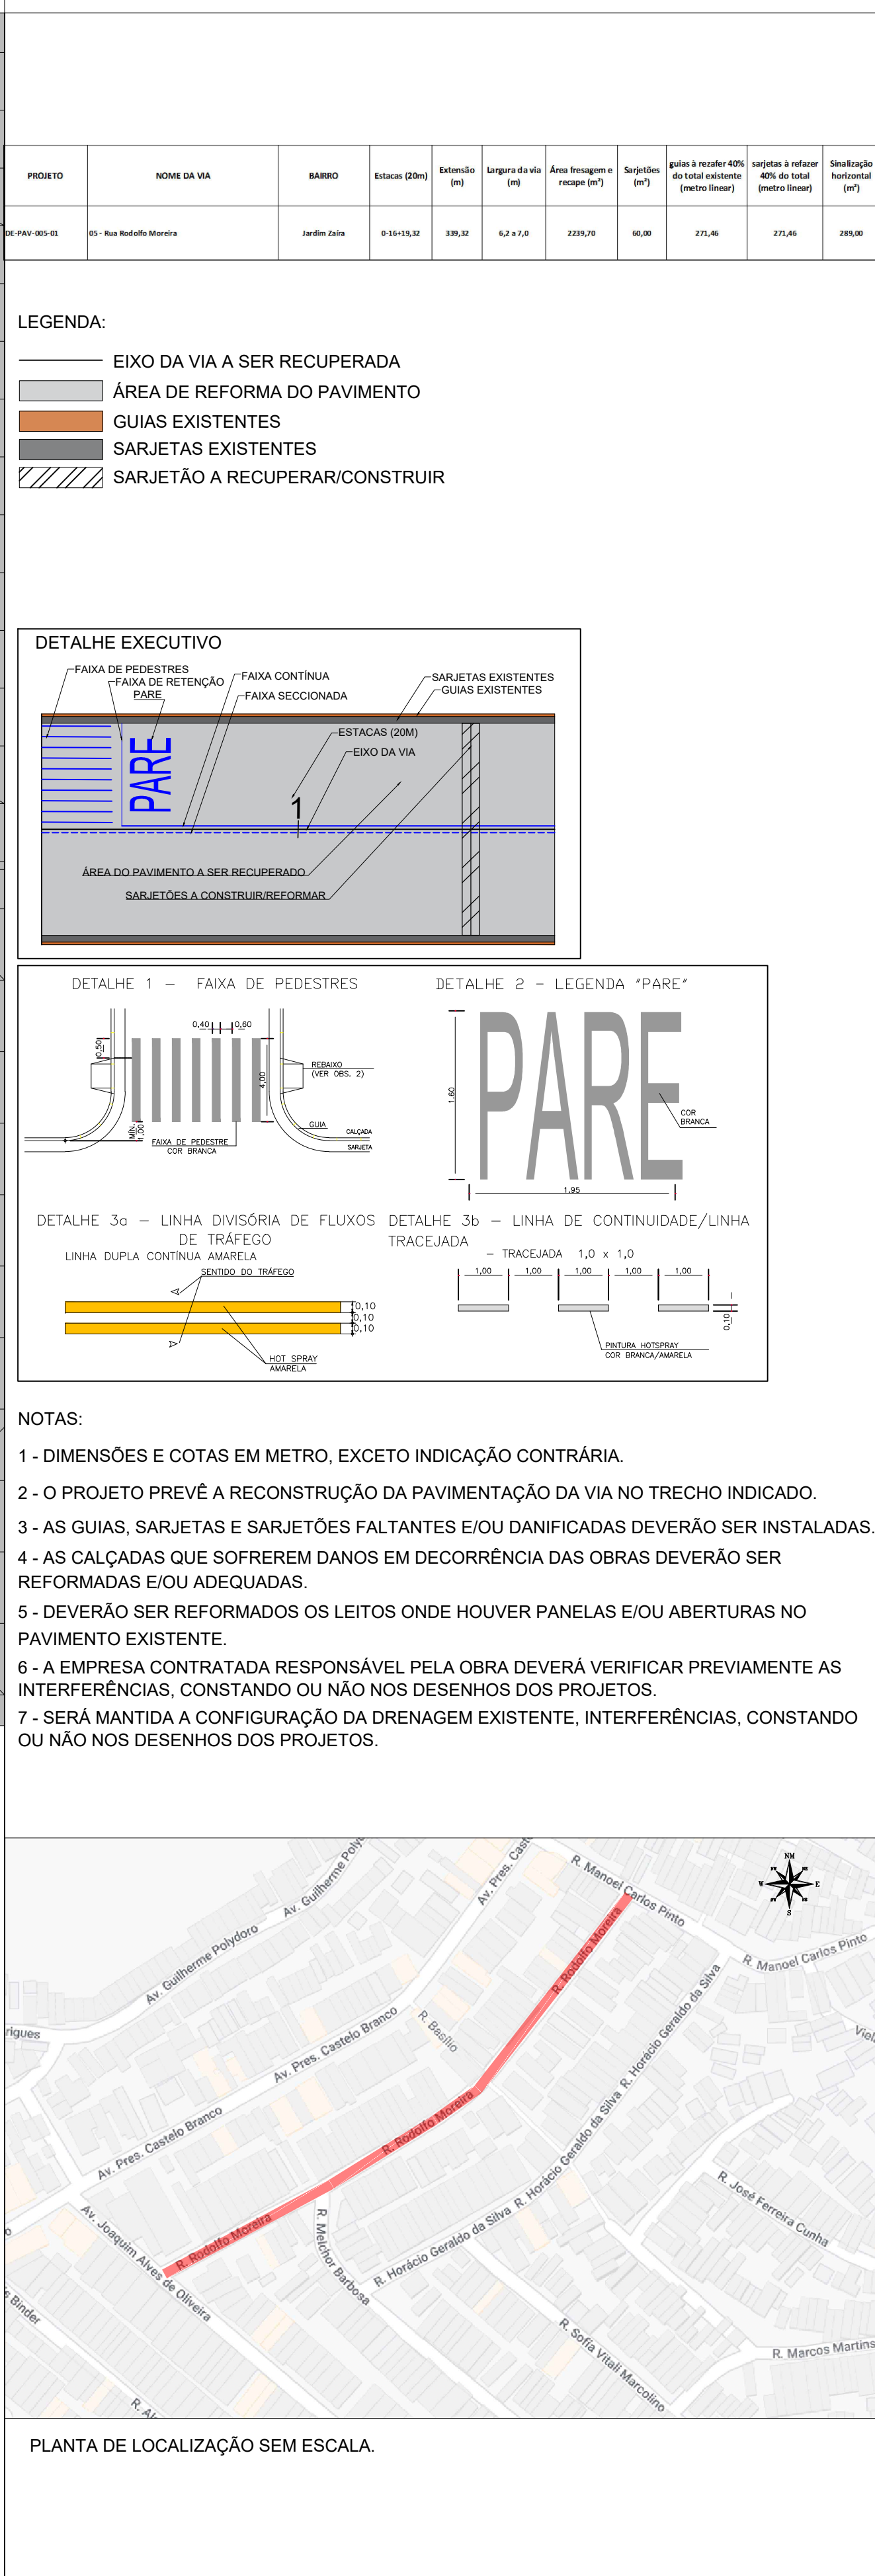 PROJETO
NOME DA VIA
BAIRRO
Estacas (20m)
Extensão
(m)
Largura da via
(m)
Área fresagem e
recape (m²)
Sarjetões
(m²)
guias à rezafer 40%
do total existente
(metro linear)
sarjetas à refazer
40% do total
(metro linear)
Sinalização
horizontal
(m²)
DE-PAV-005-01
05 - Rua Rodolfo Moreira
Jardim Zaíra
0-16+19,32
339,32
6,2 a 7,0
2239,70
60,00
271,46
271,46
289,00
LEGENDA:
EIXO DA VIA A SER RECUPERADA
ÁREA DE REFORMA DO PAVIMENTO
GUIAS EXISTENTES
SARJETAS EXISTENTES
SARJETÃO A RECUPERAR/CONSTRUIR
DETALHE EXECUTIVO
FAIXA DE PEDESTRES
FAIXA DE RETENÇÃO
PARE
FAIXA CONTÍNUA
FAIXA SECCIONADA
SARJETAS EXISTENTES
GUIAS EXISTENTES
ESTACAS (20M)
EIXO DA VIA
PARE
1
ÁREA DO PAVIMENTO A SER RECUPERADO
SARJETÕES A CONSTRUIR/REFORMAR
DETALHE 1 – FAIXA DE PEDESTRES
0,40
0,60
0,50
4,00
REBAIXO
(VER OBS. 2)
MÍN.
1,00
GUIA
CALÇADA
SARJETA
FAIXA DE PEDESTRE
COR BRANCA
DETALHE 2 - LEGENDA "PARE"
1.60
PARE
COR
BRANCA
1.95
DETALHE 3a – LINHA DIVISÓRIA DE FLUXOS
DE TRÁFEGO
LINHA DUPLA CONTÍNUA AMARELA
SENTIDO DO TRÁFEGO
0,10
0,10
0,10
HOT SPRAY
AMARELA
DETALHE 3b – LINHA DE CONTINUIDADE/LINHA
TRACEJADA
– TRACEJADA 1,0 x 1,0
1,00
1,00
1,00
1,00
1,00
0,10
PINTURA HOTSPRAY
COR BRANCA/AMARELA
NOTAS:
1 - DIMENSÕES E COTAS EM METRO, EXCETO INDICAÇÃO CONTRÁRIA.
2 - O PROJETO PREVÊ A RECONSTRUÇÃO DA PAVIMENTAÇÃO DA VIA NO TRECHO INDICADO.
3 - AS GUIAS, SARJETAS E SARJETÕES FALTANTES E/OU DANIFICADAS DEVERÃO SER INSTALADAS.
4 - AS CALÇADAS QUE SOFREREM DANOS EM DECORRÊNCIA DAS OBRAS DEVERÃO SER
REFORMADAS E/OU ADEQUADAS.
5 - DEVERÃO SER REFORMADOS OS LEITOS ONDE HOUVER PANELAS E/OU ABERTURAS NO
PAVIMENTO EXISTENTE.
6 - A EMPRESA CONTRATADA RESPONSÁVEL PELA OBRA DEVERÁ VERIFICAR PREVIAMENTE AS
INTERFERÊNCIAS, CONSTANDO OU NÃO NOS DESENHOS DOS PROJETOS.
7 - SERÁ MANTIDA A CONFIGURAÇÃO DA DRENAGEM EXISTENTE, INTERFERÊNCIAS, CONSTANDO
OU NÃO NOS DESENHOS DOS PROJETOS.
Av. Guilherme Polyd
Av. Pres. Cast
R. Manoel Carlos Pinto
NM
W
E
S
Av. Guilherme Polydoro
R. Rodolfo Moreira
R. Manoel Carlos Pinto
R. Horácio Geraldo da Silva
R. Basílio
rigues
Av. Pres. Castelo Branco
R. Rodolfo Moreira
Av. Pres. Castelo Branco
R. Horácio Geraldo da Silva
R. José Ferreira Cunha
Av. Joaquim Alves de Oliveira
R. Rodolfo Moreira
R. Melchor Barbosa
R. Horácio Geraldo da Silva
Binder
R. Sofia Vitali Marcolino
R. Marcos Martins
PLANTA DE LOCALIZAÇÃO SEM ESCALA.